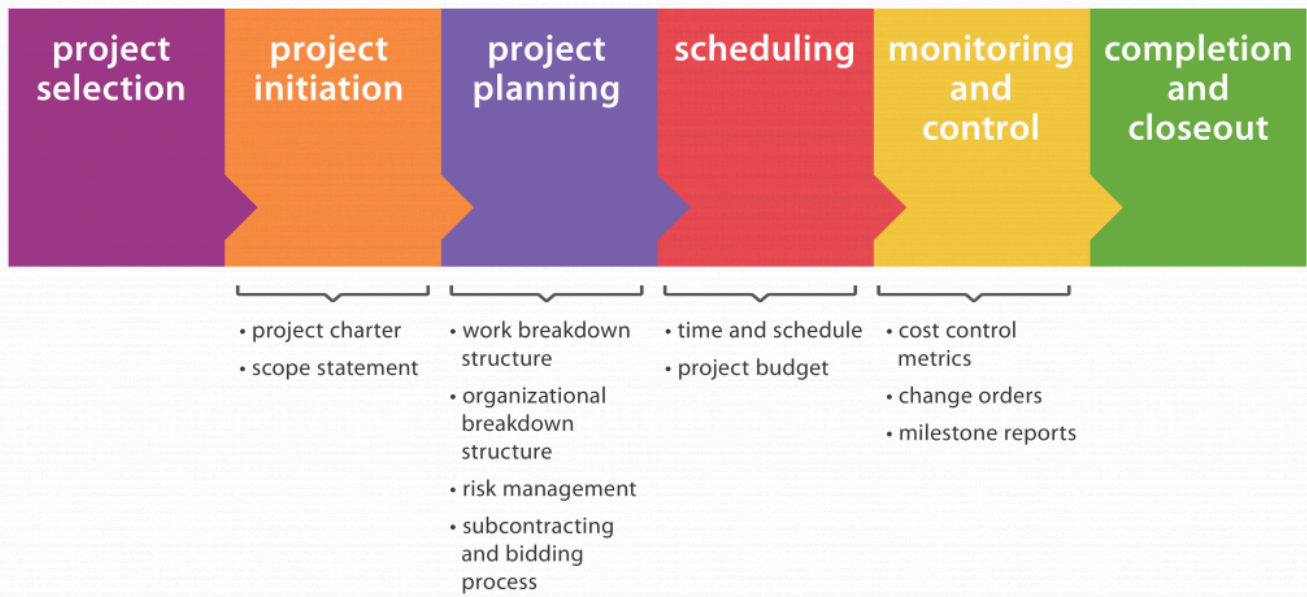 project
selection
project
initiation
project
planning
scheduling
monitoring
and
control
completion
and
closeout
• project charter
• scope statement
• work breakdown
structure
• organizational
breakdown
structure
• risk management
• subcontracting
and bidding
process
• time and schedule
• project budget
• cost control
metrics
• change orders
• milestone reports